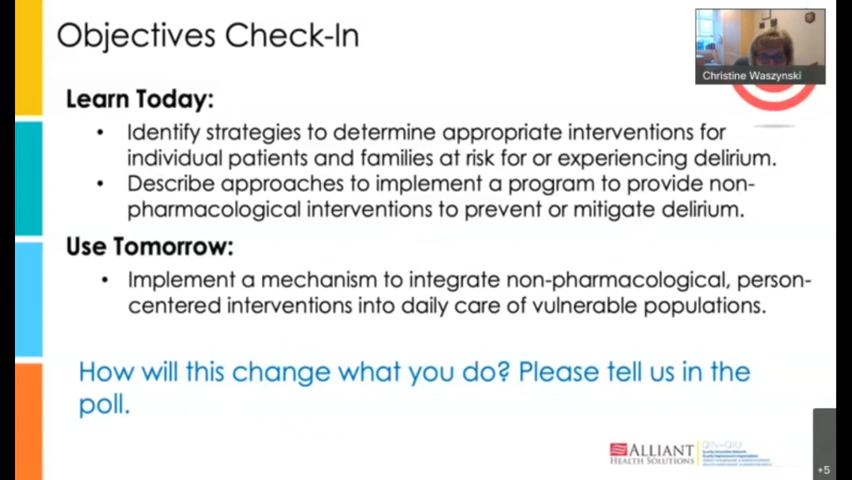 Objectives Check-In
Christine Waszynski
Learn Today:
• Identify strategies to determine appropriate interventions for
individual patients and families at risk for or experiencing delirium.
• Describe approaches to implement a program to provide non-
pharmacological interventions to prevent or mitigate delirium.
Use Tomorrow:
• Implement a mechanism to integrate non-pharmacological, person-
centered interventions into daily care of vulnerable populations.
How will this change what you do? Please tell us in the
poll.
ALLIANT
HEALTH SOLUTIONS
QIN–QIO
+5